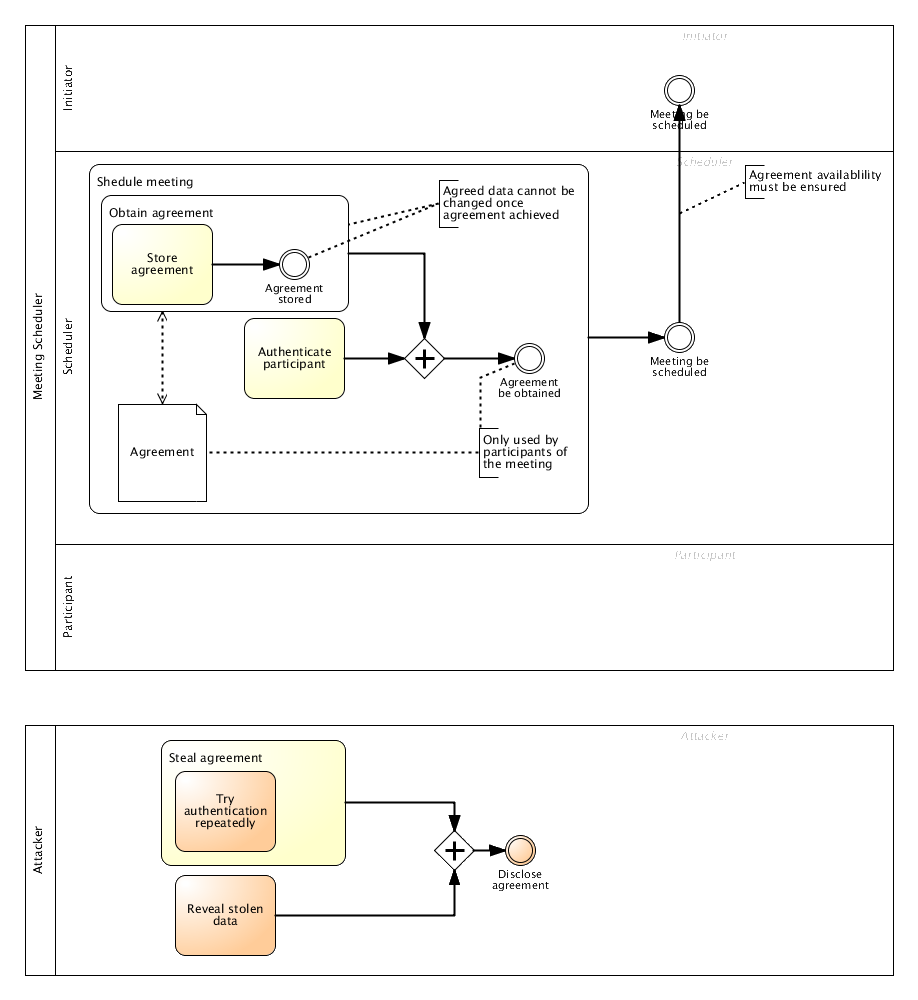 Meeting Scheduler
Initiator
Initiator
Meeting be
scheduled
Scheduler
Scheduler
Agreement availablility
must be ensured
Shedule meeting
Agreed data cannot be
changed once
agreement achieved
Obtain agreement
Store
agreement
Agreement
stored
Authenticate
participant
Agreement
be obtained
Meeting be
scheduled
Agreement
Only used by
participants of
the meeting
Participant
Participant
Attacker
Attacker
Steal agreement
Try
authentication
repeatedly
Disclose
agreement
Reveal stolen
data